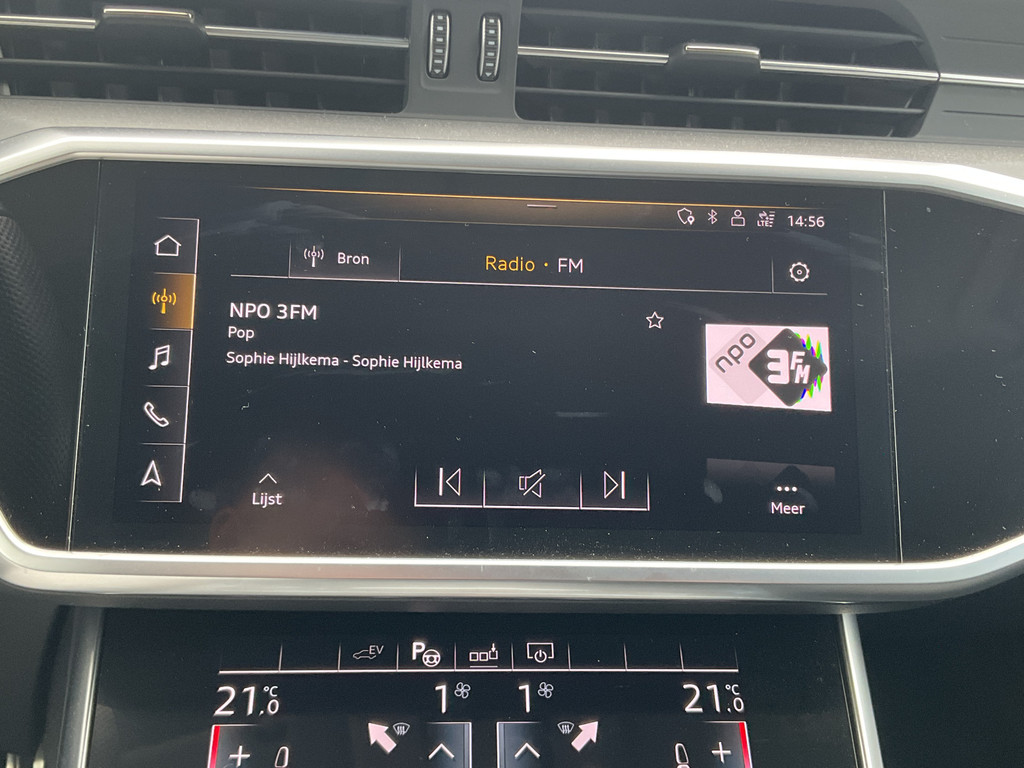 LTE
14:56
Bron
Radio · FM
NPO 3FM
Pop
Sophie Hijlkema - Sophie Hijlkema
npo
3FM
Lijst
Meer
EV
P
21,0 °C
1
1
21,0 °C
+
+